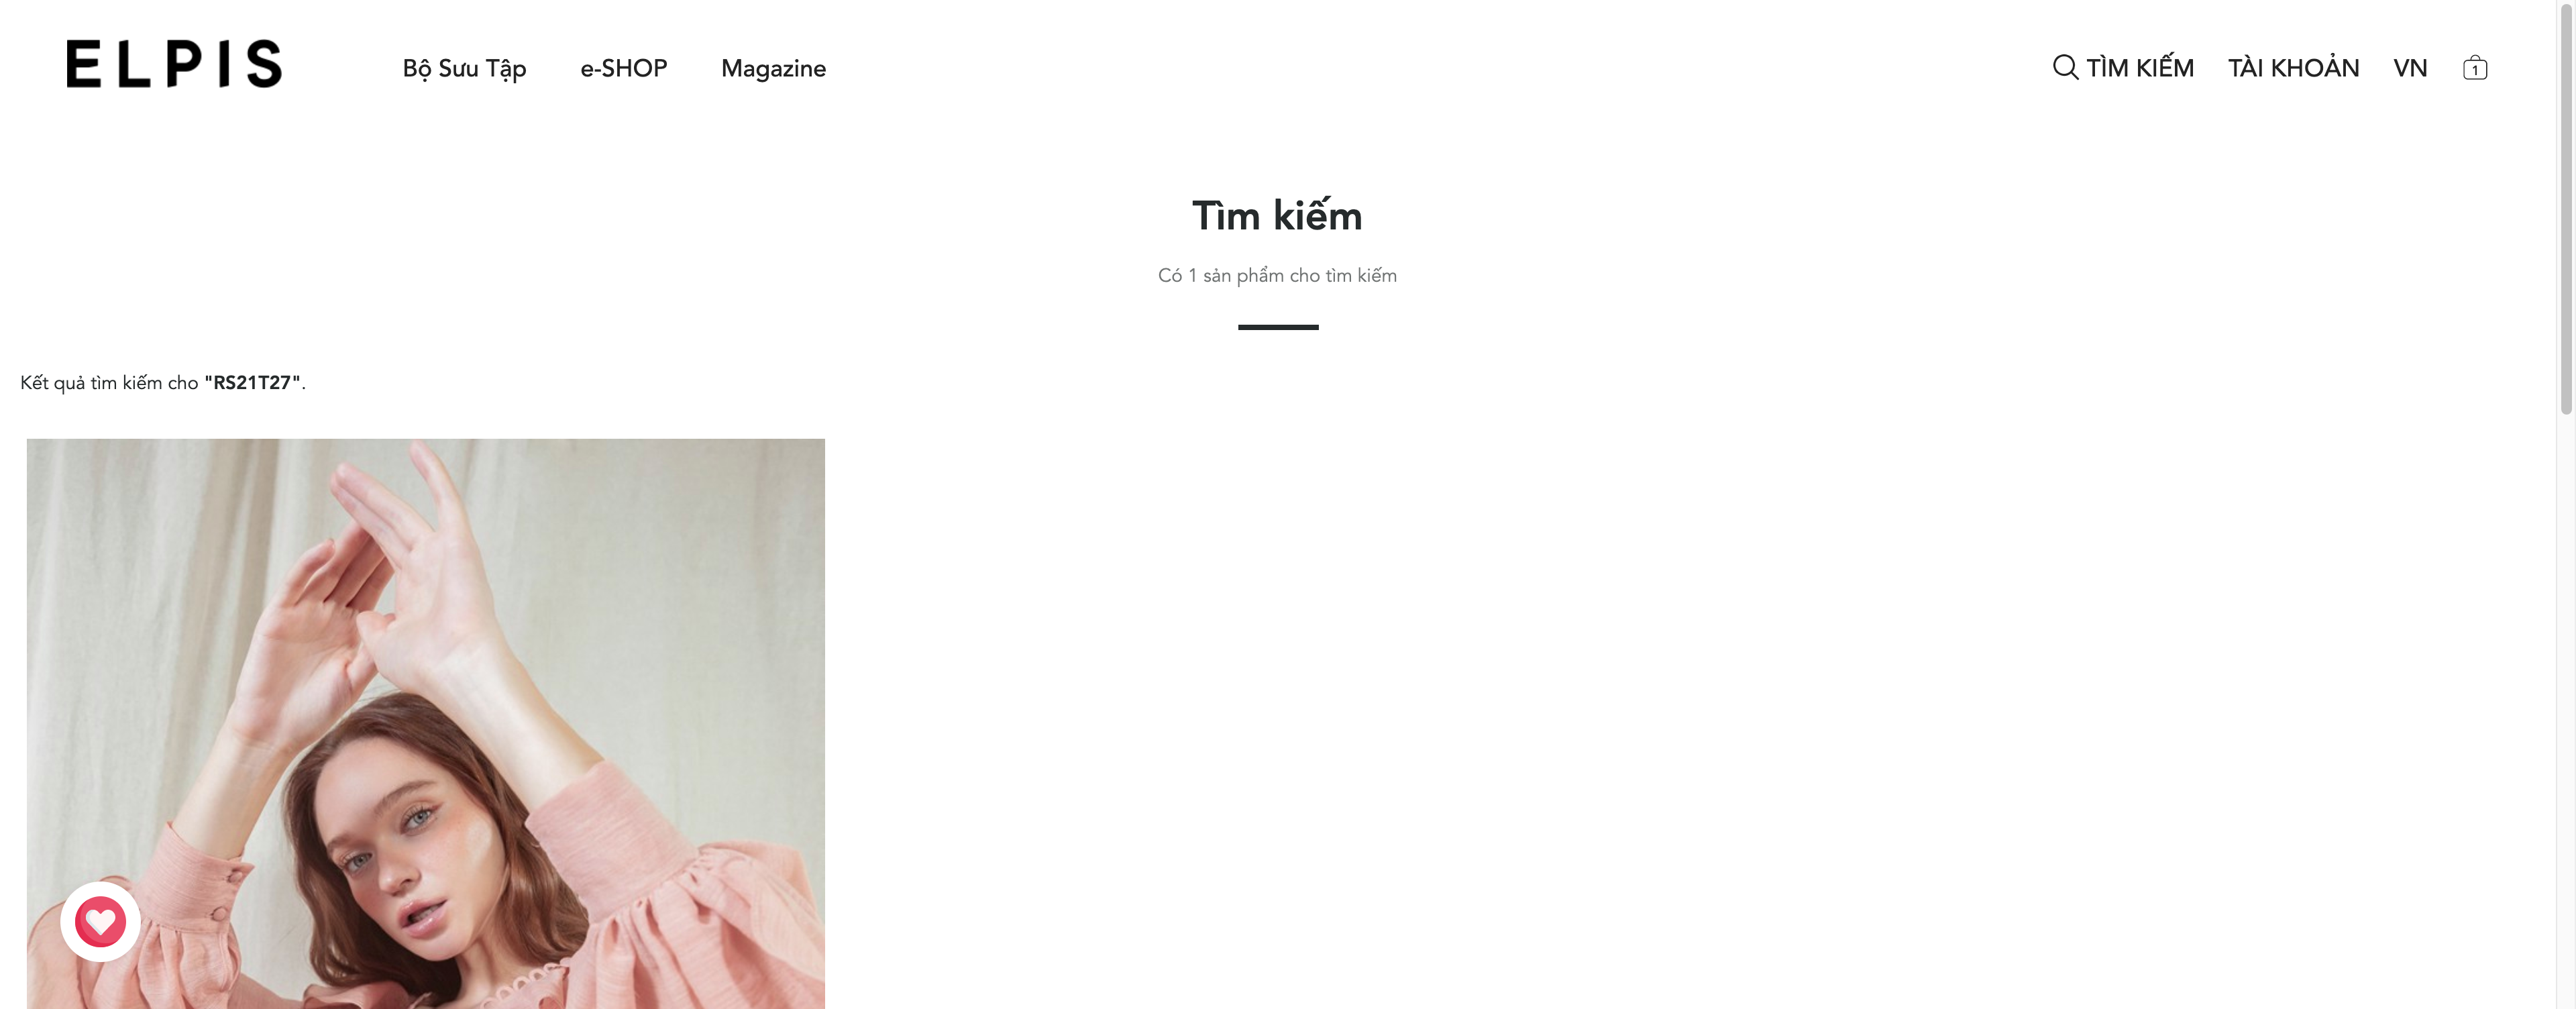 ELPIS
Bộ Sưu Tập
e-SHOP
Magazine
TÌM KIẾM
TÀI KHOẢN
VN
1
Tìm kiếm
Có 1 sản phẩm cho tìm kiếm
Kết quả tìm kiếm cho "RS21T27".